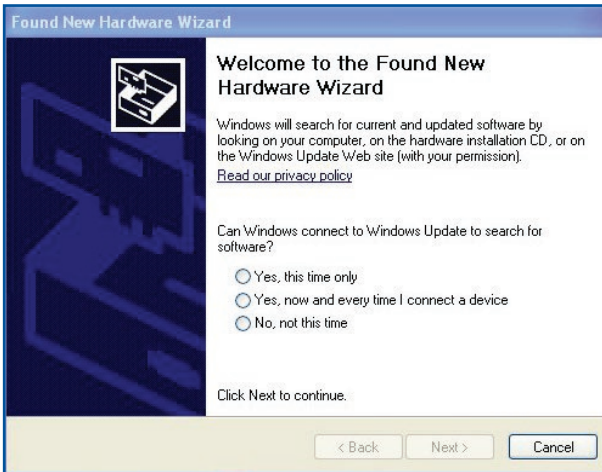 Found New Hardware Wizard
Welcome to the Found New
Hardware Wizard
Windows will search for current and updated software by
looking on your computer, on the hardware installation CD, or on
the Windows Update Web site (with your permission).
Read our privacy policy
Can Windows connect to Windows Update to search for
software?
Yes, this time only
Yes, now and every time I connect a device
No, not this time
Click Next to continue.
< Back Next > Cancel